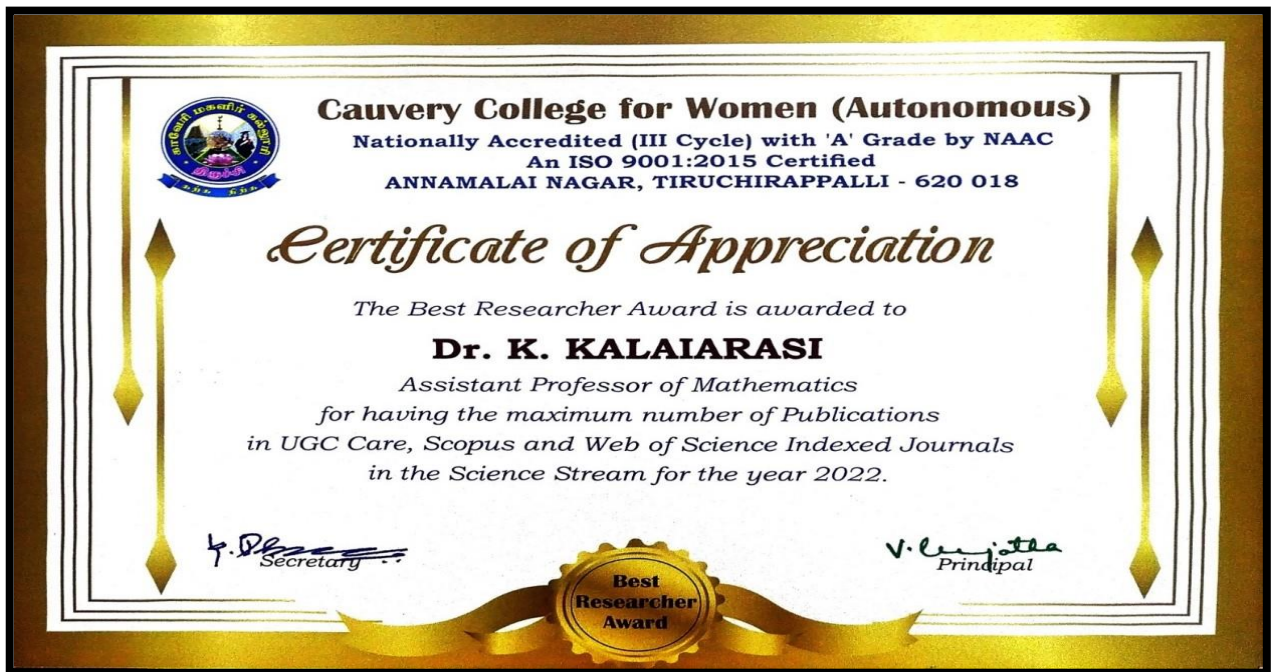 காவேரி மகளிர் கல்லூரி
திருச்சி
கற்க நிற்க
Cauvery College for Women (Autonomous)
Nationally Accredited (III Cycle) with 'A' Grade by NAAC
An ISO 9001:2015 Certified
ANNAMALAI NAGAR, TIRUCHIRAPPALLI - 620 018
Certificate of Appreciation
The Best Researcher Award is awarded to
Dr. K. KALAIARASI
Assistant Professor of Mathematics
for having the maximum number of Publications
in UGC Care, Scopus and Web of Science Indexed Journals
in the Science Stream for the year 2022.
Secretary
Principal
Best
Researcher
Award